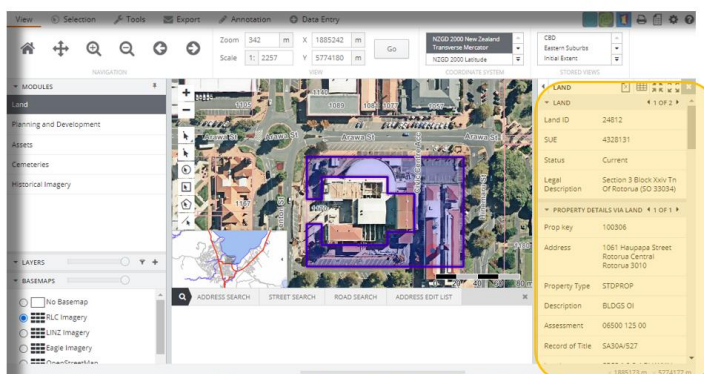 View Selection Tools Export Annotation Data Entry
Zoom 342 m X 1885242 m
Scale 1: 2257 Y 5774180 m
Go
NZGD 2000 New Zealand
Transverse Mercator
NZGD 2000 Latitude
CBD
Eastern Suburbs
Initial Extent
NAVIGATION VIEW COORDINATE SYSTEM STORED VIEWS
MODULES
Land
Planning and Development
Assets
Cemeteries
Historical Imagery
LAYERS
BASEMAPS
No Basemap
RLC Imagery
LINZ Imagery
Eagle Imagery
OpenStreetMap
Arawa St Arawa St Arawa St Arawa St
ADDRESS SEARCH STREET SEARCH ROAD SEARCH ADDRESS EDIT LIST
LAND
LAND 1 OF 2
Land ID 24812
SUE 4328131
Status Current
Legal
Description
Section 3 Block Xxiv Tn
Of Rotorua (SO 33034)
PROPERTY DETAILS VIA LAND 1 OF 1
Prop key 100306
Address 1061 Haupapa Street
Rotorua Central
Rotorua 3010
Property Type STDPROP
Description BLDGS OI
Assessment 06500 125 00
Record of Title SA30A/527